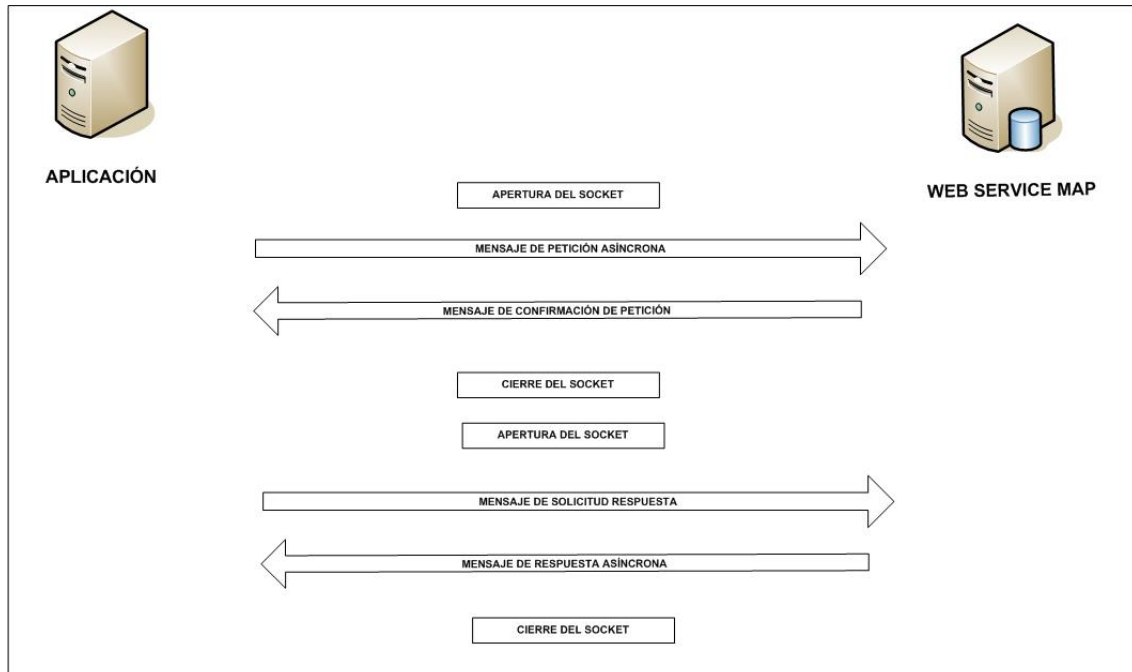 APLICACIÓN
WEB SERVICE MAP
APERTURA DEL SOCKET
MENSAJE DE PETICIÓN ASÍNCRONA
MENSAJE DE CONFIRMACIÓN DE PETICIÓN
CIERRE DEL SOCKET
APERTURA DEL SOCKET
MENSAJE DE SOLICITUD RESPUESTA
MENSAJE DE RESPUESTA ASÍNCRONA
CIERRE DEL SOCKET